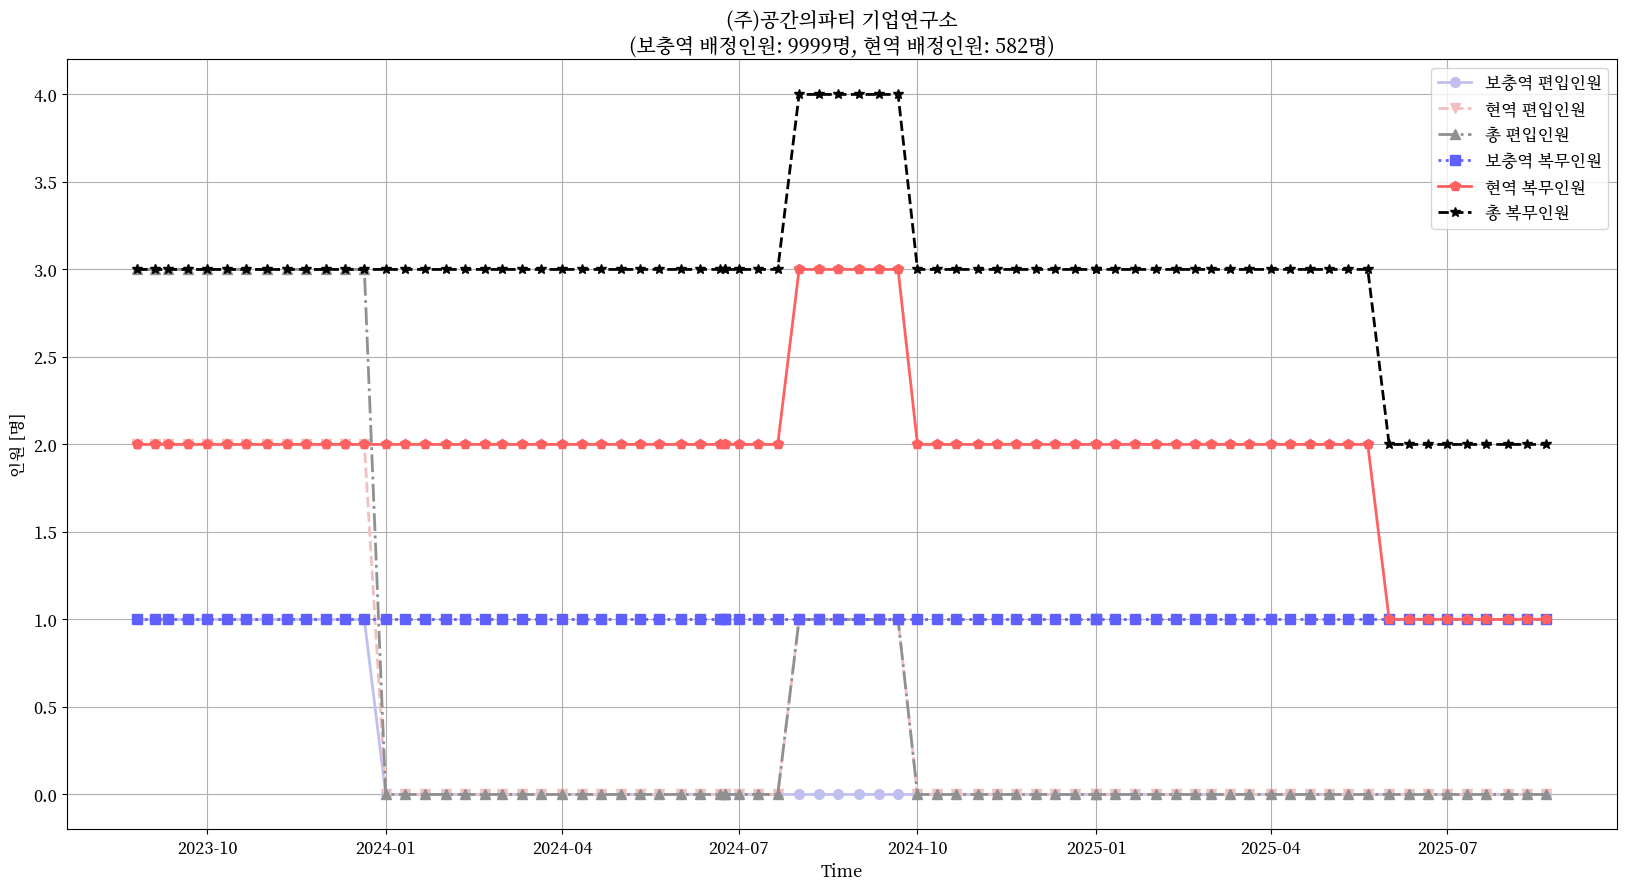 (주)공간의파티 기업연구소
(보충역 배정인원: 9999명, 현역 배정인원: 582명)
4.0
3.5
3.0
2.5
2.0
1.5
1.0
0.5
0.0
인원 [명]
보충역 편입인원
현역 편입인원
총 편입인원
보충역 복무인원
현역 복무인원
총 복무인원
2023-10 2024-01 2024-04 2024-07 2024-10 2025-01 2025-04 2025-07
Time